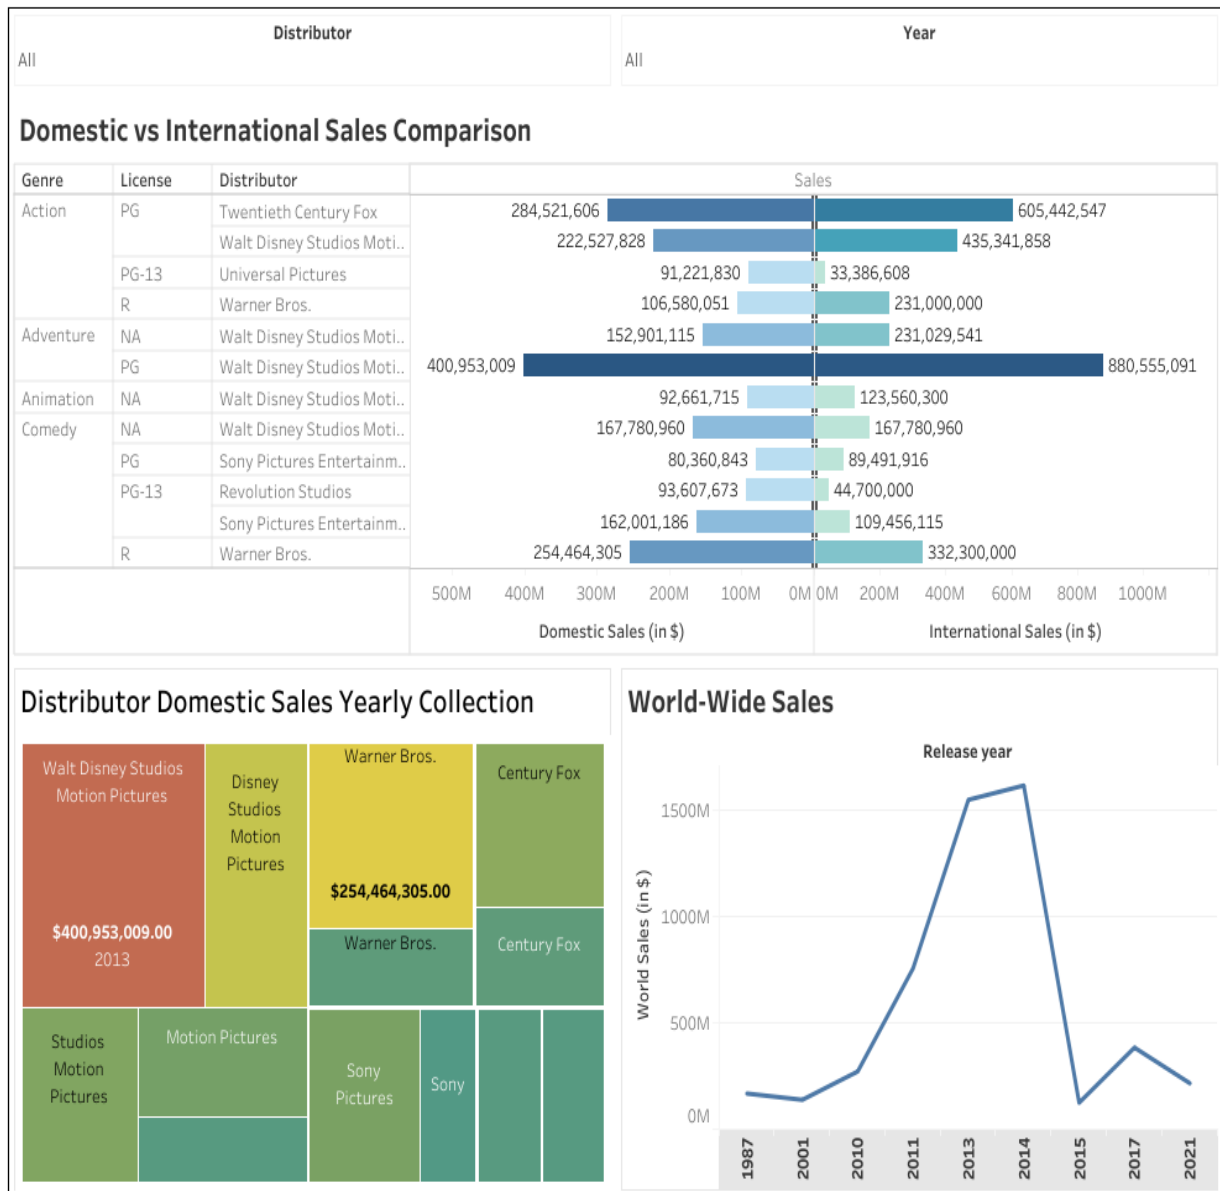 Distributor
All
Year
All
Domestic vs International Sales Comparison
Genre License Distributor Sales
Action PG Twentieth Century Fox 284,521,606 605,442,547
Walt Disney Studios Moti.. 222,527,828 435,341,858
PG-13 Universal Pictures 91,221,830 33,386,608
R Warner Bros. 106,580,051 231,000,000
Adventure NA Walt Disney Studios Moti.. 152,901,115 231,029,541
PG Walt Disney Studios Moti.. 400,953,009 880,555,091
Animation NA Walt Disney Studios Moti.. 92,661,715 123,560,300
Comedy NA Walt Disney Studios Moti.. 167,780,960 167,780,960
PG Sony Pictures Entertainm.. 80,360,843 89,491,916
PG-13 Revolution Studios 93,607,673 44,700,000
Sony Pictures Entertainm.. 162,001,186 109,456,115
R Warner Bros. 254,464,305 332,300,000
500M 400M 300M 200M 100M 0M 0M 200M 400M 600M 800M 1000M
Domestic Sales (in $) International Sales (in $)
Distributor Domestic Sales Yearly Collection
Walt Disney Studios
Motion Pictures
$400,953,009.00
2013
Disney
Studios
Motion
Pictures
Warner Bros.
$254,464,305.00
Warner Bros.
Century Fox
Century Fox
Studios
Motion
Pictures
Motion Pictures
Sony
Pictures
Sony
World-Wide Sales
Release year
World Sales (in $)
1500M
1000M
500M
0M
1987 2001 2010 2011 2013 2014 2015 2017 2021